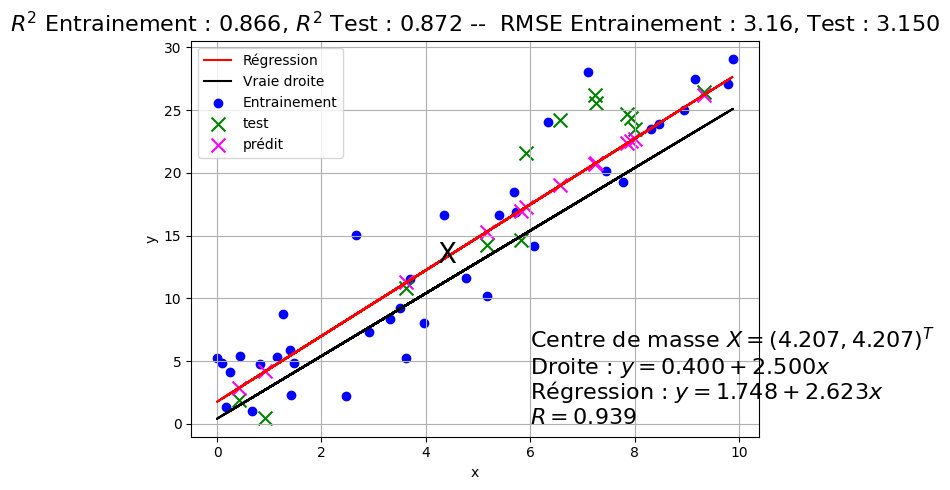 R² Entrainement : 0.866, R² Test : 0.872 -- RMSE Entrainement : 3.16, Test : 3.150
30
25
20
15
10
5
0
y
Régression
Vraie droite
Entrainement
test
prédit
X
Centre de masse X = (4.207, 4.207)ᵀ
Droite : y = 0.400 + 2.500x
Régression : y = 1.748 + 2.623x
R = 0.939
0 2 4 6 8 10
x